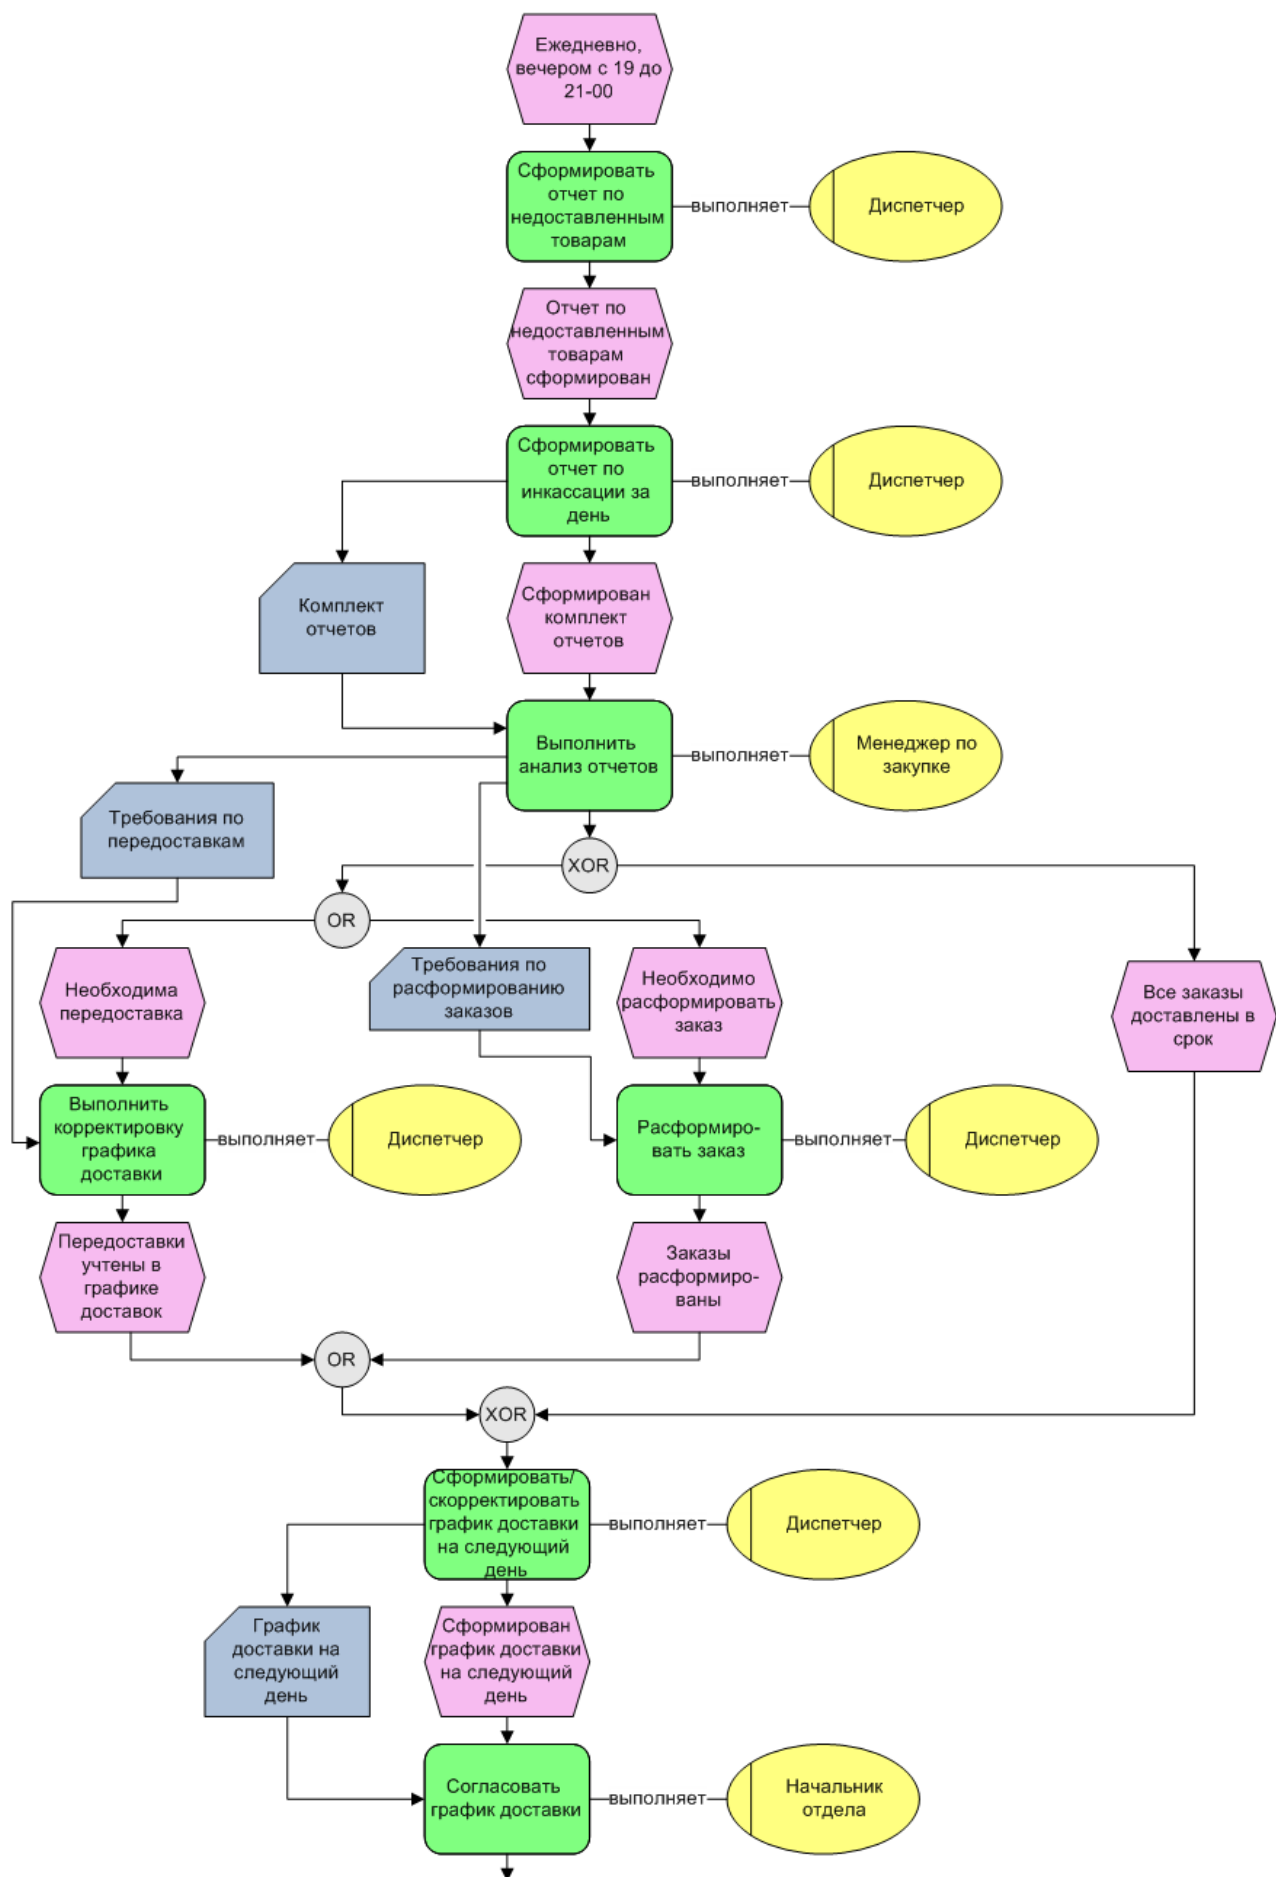 Ежедневно,
вечером с 19 до
21-00
Сформировать
отчет по
недоставленным
товарам
выполняет
Диспетчер
Отчет по
недоставленным
товарам
сформирован
Сформировать
отчет по
инкассации за
день
выполняет
Диспетчер
Комплект
отчетов
Сформирован
комплект
отчетов
Выполнить
анализ отчетов
выполняет
Менеджер по
закупке
Требования по
передоставкам
XOR
OR
Необходима
передоставка
Требования по
расформированию
заказов
Необходимо
расформировать
заказ
Все заказы
доставлены в
срок
Выполнить
корректировку
графика
доставки
выполняет
Диспетчер
Расформиро-
вать заказ
выполняет
Диспетчер
Передоставки
учтены в
графике
доставок
Заказы
расформиро-
ваны
OR
XOR
Сформировать/
скорректировать
график доставки
на следующий
день
выполняет
Диспетчер
График
доставки на
следующий
день
Сформирован
график доставки
на следующий
день
Согласовать
график доставки
выполняет
Начальник
отдела